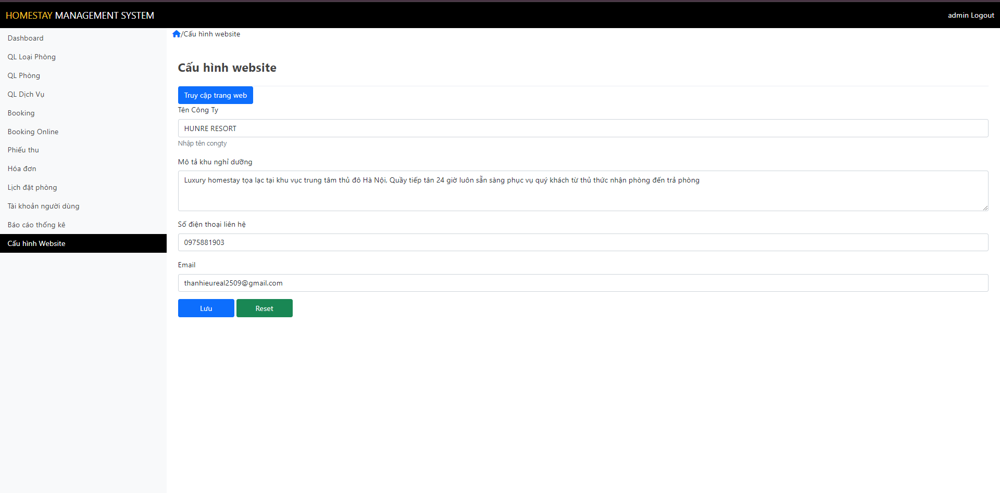 HOMESTAY MANAGEMENT SYSTEM
admin Logout
Dashboard
QL Loại Phòng
QL Phòng
QL Dịch Vụ
Booking
Booking Online
Phiếu thu
Hóa đơn
Lịch đặt phòng
Tài khoản người dùng
Báo cáo thống kê
Cấu hình Website
/Cấu hình website
Cấu hình website
Truy cập trang web
Tên Công Ty
HUNRE RESORT
Nhập tên congty
Mô tả khu nghỉ dưỡng
Luxury homestay tọa lạc tại khu vục trung tâm thủ đô Hà Nội, Quầy tiếp tân 24 giờ luôn sẵn sàng phục vụ quý khách từ thủ thức nhận phòng đến trả phòng
Số điện thoại liên hệ
0975881903
Email
thanhieureal2509@gmail.com
Lưu
Reset